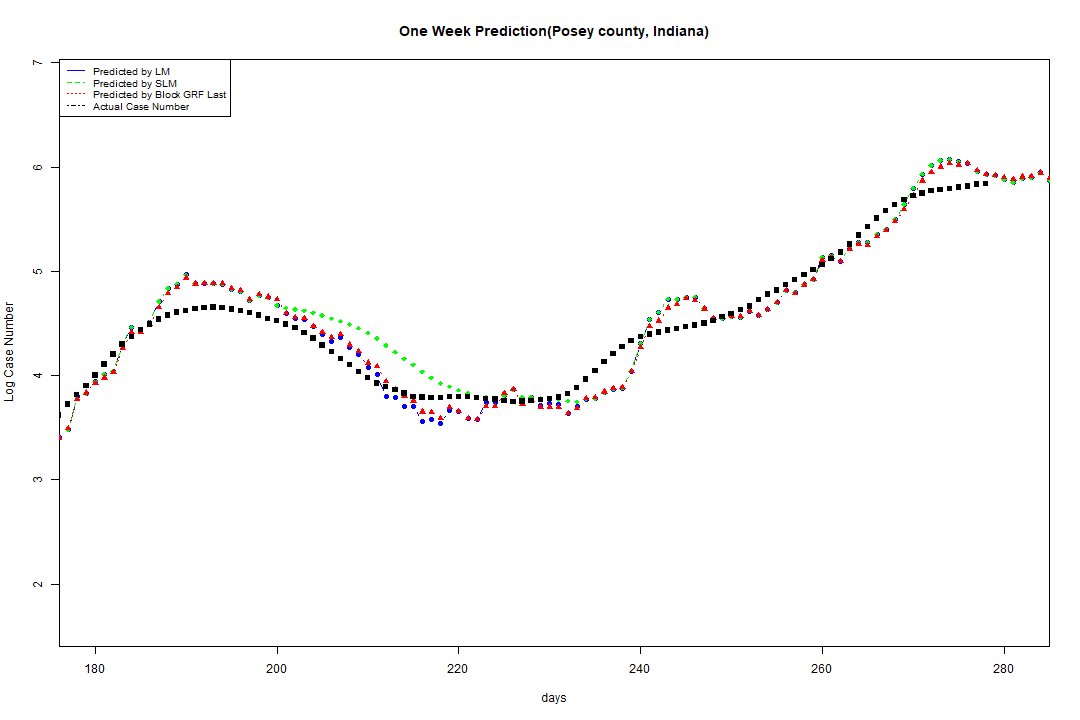 One Week Prediction(Posey county, Indiana)
7
Predicted by LM
Predicted by SLM
Predicted by Block GRF Last
Actual Case Number
6
5
4
3
2
Log Case Number
180 200 220 240 260 280
days